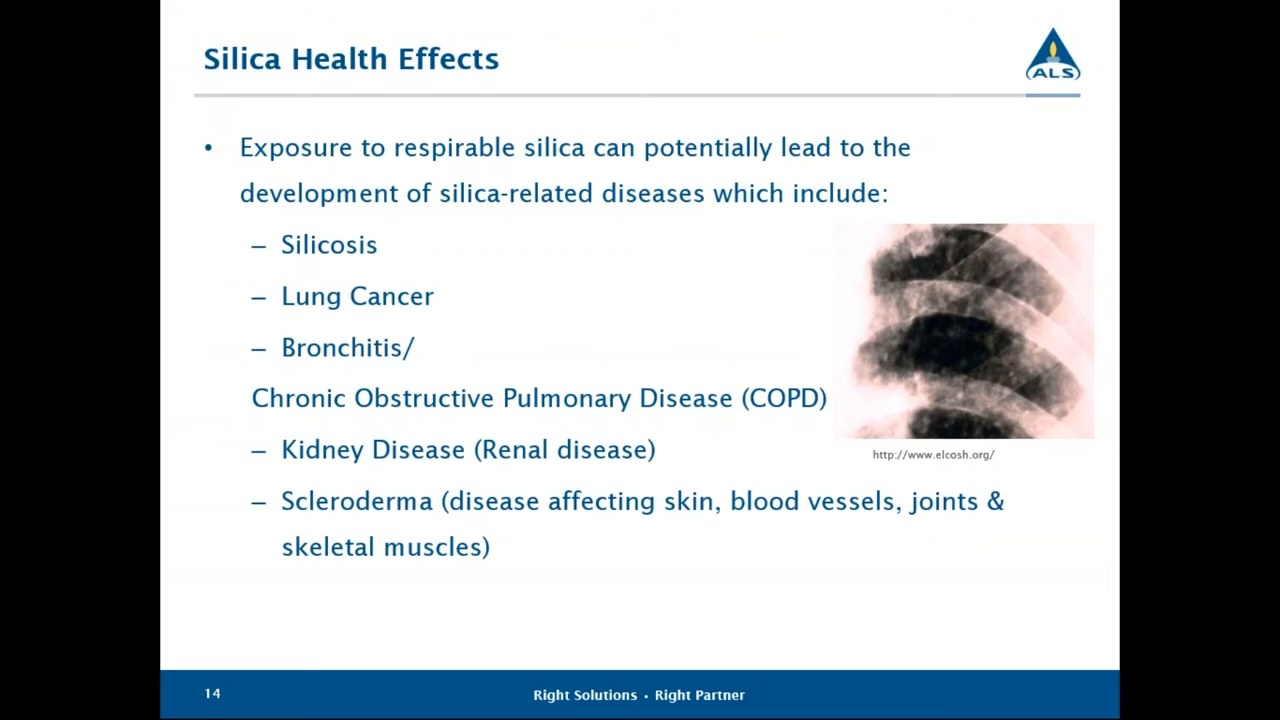 Silica Health Effects
ALS
• Exposure to respirable silica can potentially lead to the
development of silica-related diseases which include:
– Silicosis
– Lung Cancer
– Bronchitis/
Chronic Obstructive Pulmonary Disease (COPD)
http://www.elcosh.org/
– Kidney Disease (Renal disease)
– Scleroderma (disease affecting skin, blood vessels, joints &
skeletal muscles)
14
Right Solutions • Right Partner